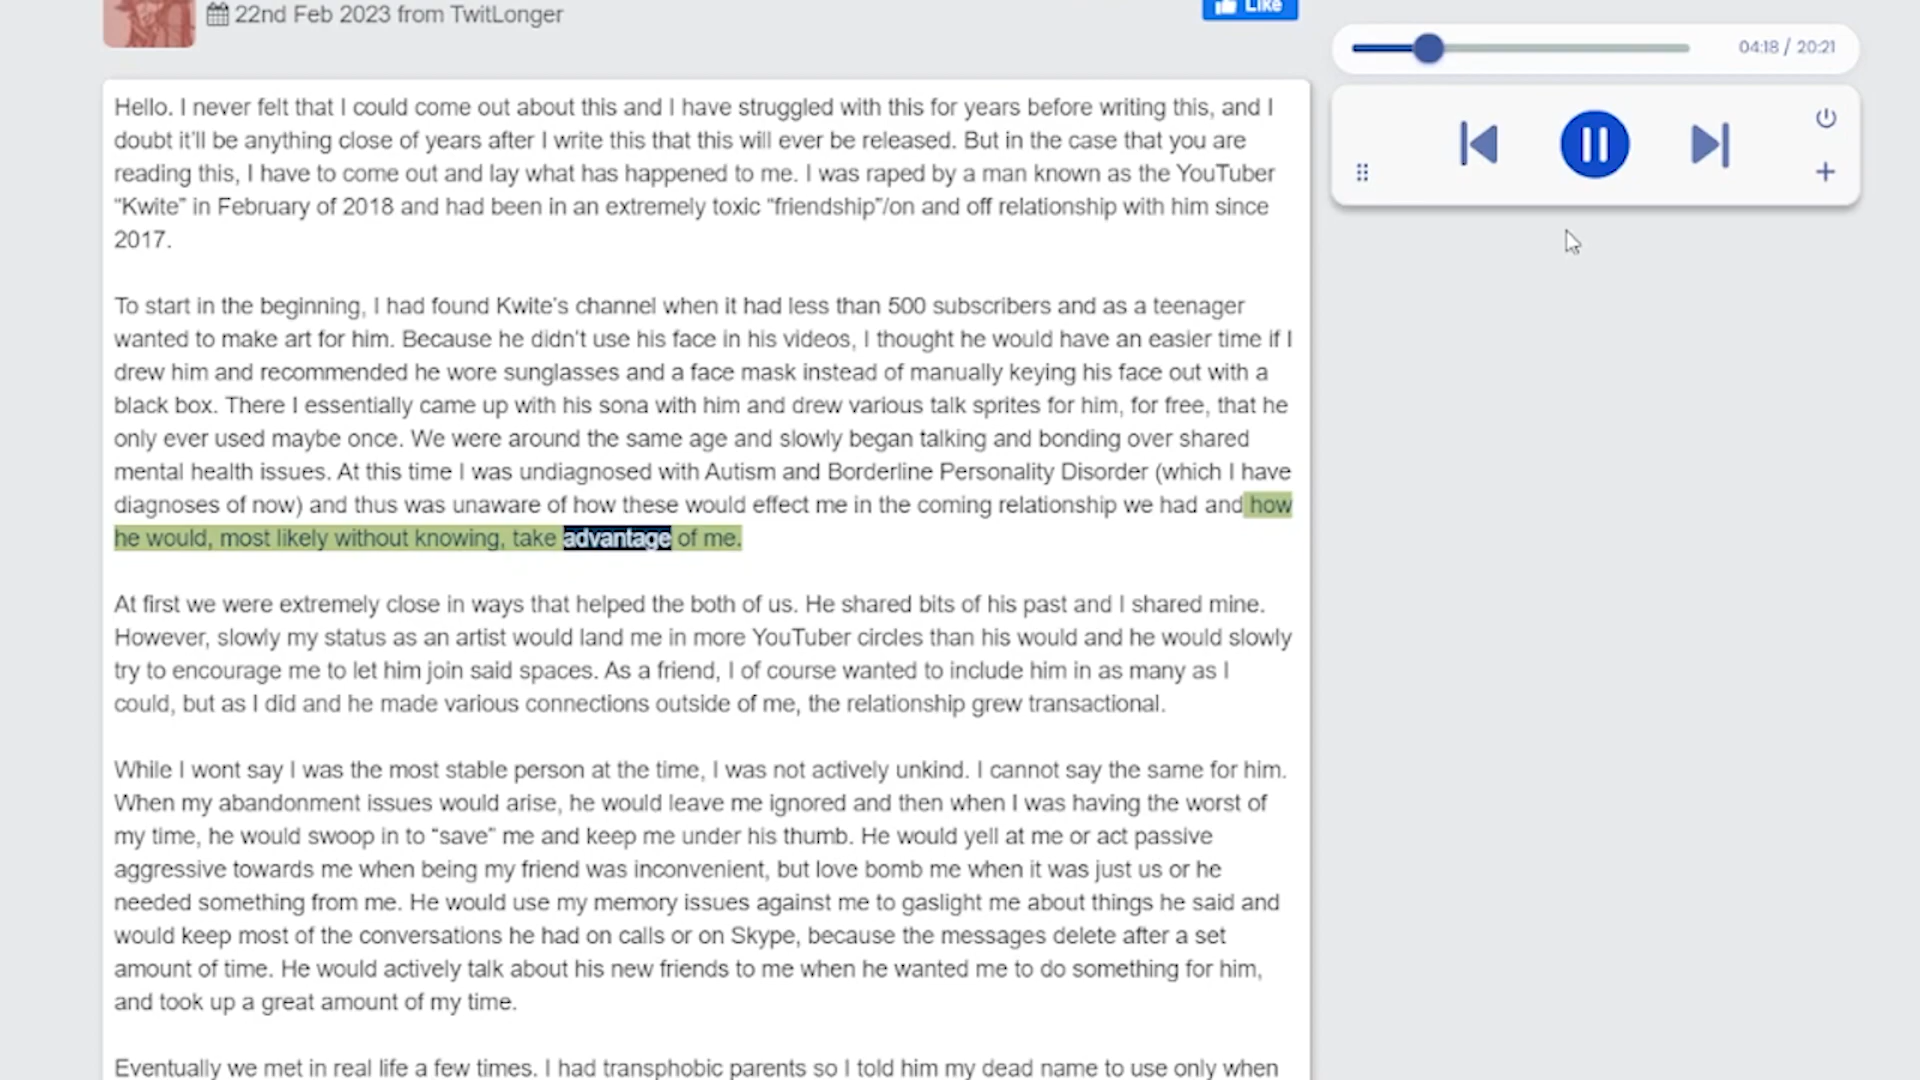 22nd Feb 2023 from TwitLonger
Like
04:18 / 20:21
Hello. I never felt that I could come out about this and I have struggled with this for years before writing this, and I
doubt it'll be anything close of years after I write this that this will ever be released. But in the case that you are
reading this, I have to come out and lay what has happened to me. I was raped by a man known as the YouTuber
“Kwite” in February of 2018 and had been in an extremely toxic “friendship”/on and off relationship with him since
2017.
To start in the beginning, I had found Kwite's channel when it had less than 500 subscribers and as a teenager
wanted to make art for him. Because he didn't use his face in his videos, I thought he would have an easier time if I
drew him and recommended he wore sunglasses and a face mask instead of manually keying his face out with a
black box. There I essentially came up with his sona with him and drew various talk sprites for him, for free, that he
only ever used maybe once. We were around the same age and slowly began talking and bonding over shared
mental health issues. At this time I was undiagnosed with Autism and Borderline Personality Disorder (which I have
diagnoses of now) and thus was unaware of how these would effect me in the coming relationship we had and how
he would, most likely without knowing, take advantage of me.
At first we were extremely close in ways that helped the both of us. He shared bits of his past and I shared mine.
However, slowly my status as an artist would land me in more YouTuber circles than his would and he would slowly
try to encourage me to let him join said spaces. As a friend, I of course wanted to include him in as many as I
could, but as I did and he made various connections outside of me, the relationship grew transactional.
While I wont say I was the most stable person at the time, I was not actively unkind. I cannot say the same for him.
When my abandonment issues would arise, he would leave me ignored and then when I was having the worst of
my time, he would swoop in to “save” me and keep me under his thumb. He would yell at me or act passive
aggressive towards me when being my friend was inconvenient, but love bomb me when it was just us or he
needed something from me. He would use my memory issues against me to gaslight me about things he said and
would keep most of the conversations he had on calls or on Skype, because the messages delete after a set
amount of time. He would actively talk about his new friends to me when he wanted me to do something for him,
and took up a great amount of my time.
Eventually we met in real life a few times. I had transphobic parents so I told him my dead name to use only when